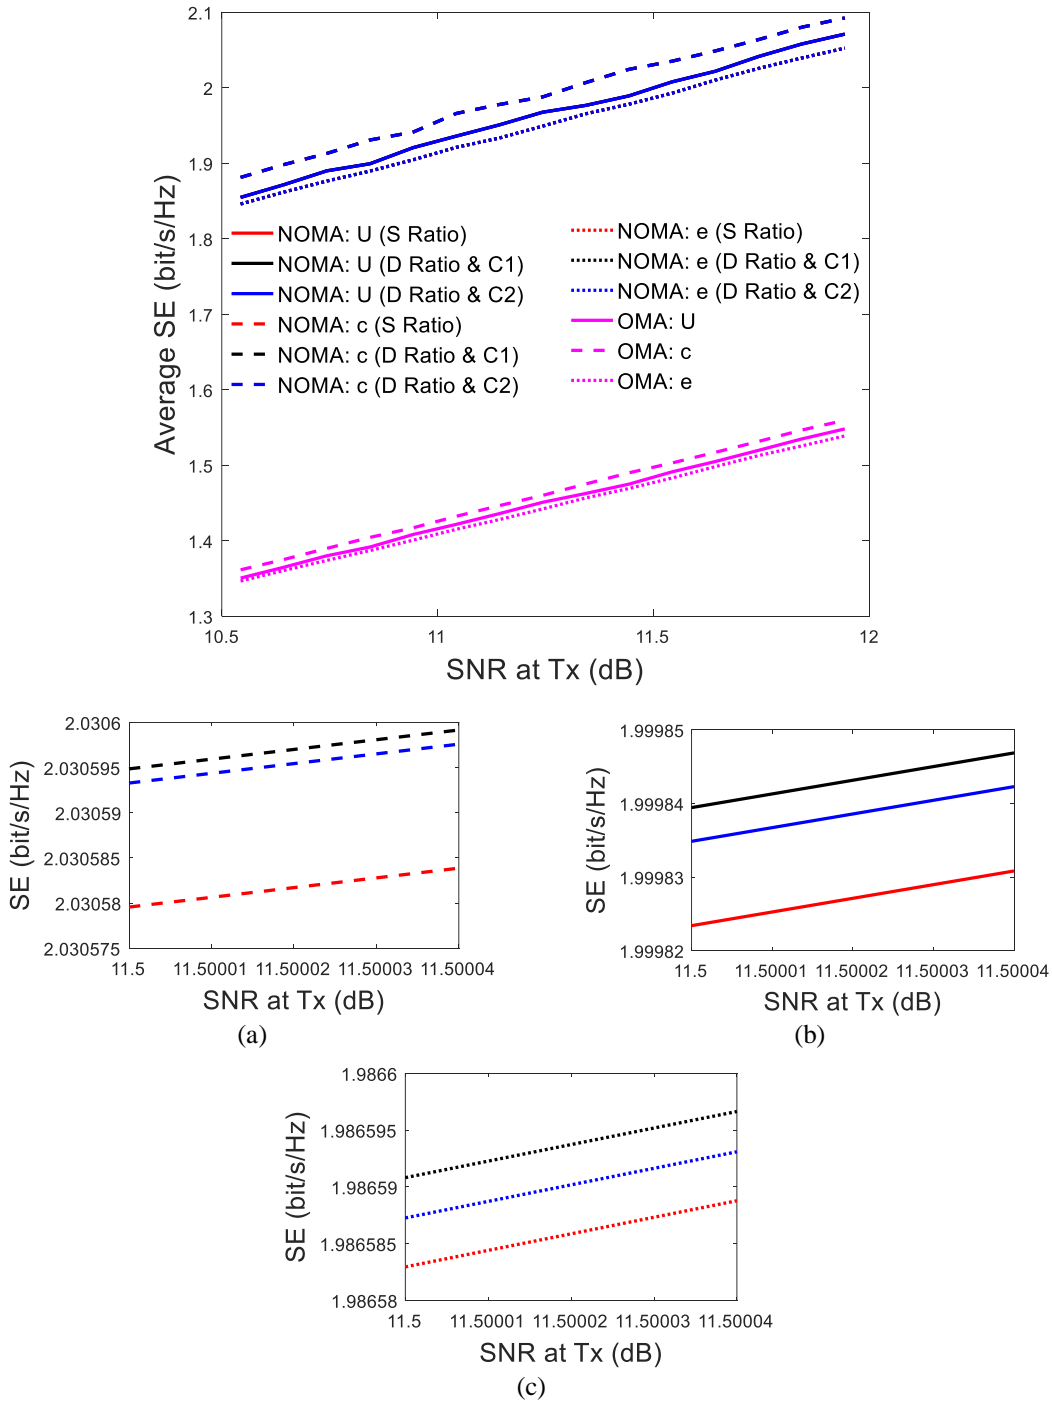 2.1
2
1.9
1.8
1.7
1.6
1.5
1.4
1.3
Average SE (bit/s/Hz)
NOMA: U (S Ratio)
NOMA: U (D Ratio & C1)
NOMA: U (D Ratio & C2)
NOMA: c (S Ratio)
NOMA: c (D Ratio & C1)
NOMA: c (D Ratio & C2)
NOMA: e (S Ratio)
NOMA: e (D Ratio & C1)
NOMA: e (D Ratio & C2)
OMA: U
OMA: c
OMA: e
10.5 11 11.5 12
SNR at Tx (dB)
2.0306
2.030595
2.03059
2.030585
2.03058
2.030575
SE (bit/s/Hz)
11.5 11.50001 11.50002 11.50003 11.50004
SNR at Tx (dB)
(a)
1.99985
1.99984
1.99983
1.99982
SE (bit/s/Hz)
11.5 11.50001 11.50002 11.50003 11.50004
SNR at Tx (dB)
(b)
1.9866
1.986595
1.98659
1.986585
1.98658
SE (bit/s/Hz)
11.5 11.50001 11.50002 11.50003 11.50004
SNR at Tx (dB)
(c)